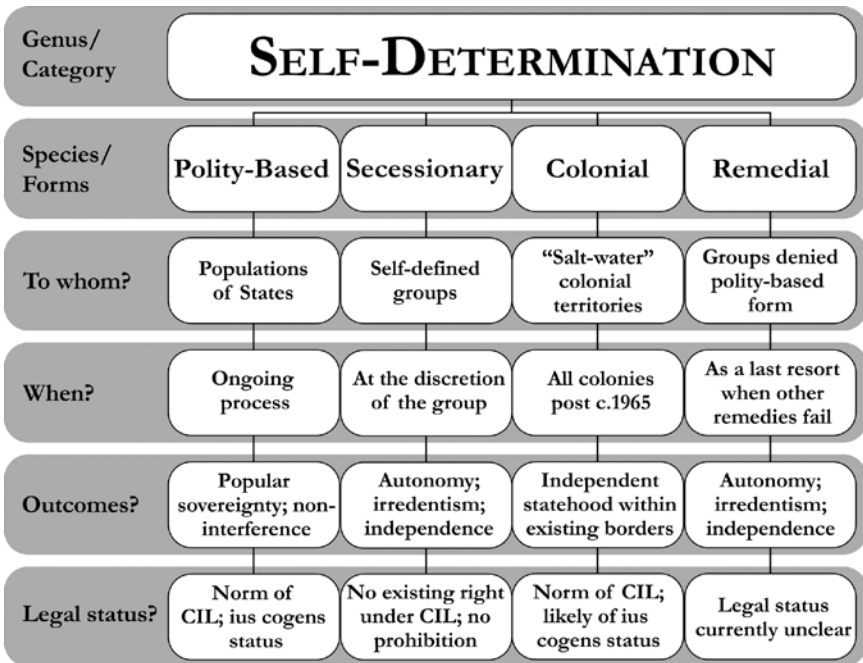 Genus/
Category
SELF-DETERMINATION
Species/
Forms
Polity-Based
Secessionary
Colonial
Remedial
To whom?
Populations
of States
Self-defined
groups
“Salt-water”
colonial
territories
Groups denied
polity-based
form
When?
Ongoing
process
At the discretion
of the group
All colonies
post c.1965
As a last resort
when other
remedies fail
Outcomes?
Popular
sovereignty; non-
interference
Autonomy;
irredentism;
independence
Independent
statehood within
existing borders
Autonomy;
irredentism;
independence
Legal status?
Norm of
CIL; ius cogens
status
No existing right
under CIL; no
prohibition
Norm of CIL;
likely of ius
cogens status
Legal status
currently unclear